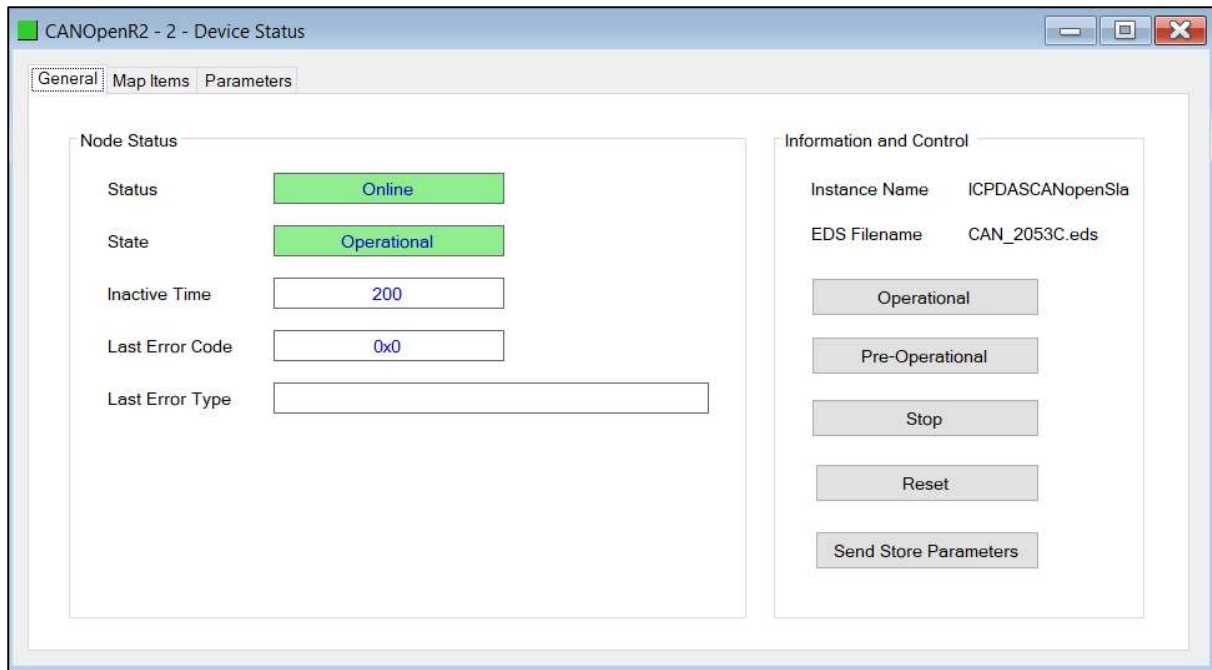 CANOpenR2 - 2 - Device Status
General Map Items Parameters
Node Status
Status Online
State Operational
Inactive Time 200
Last Error Code 0x0
Last Error Type
Information and Control
Instance Name ICPDASCANopenSla
EDS Filename CAN_2053C.eds
Operational
Pre-Operational
Stop
Reset
Send Store Parameters